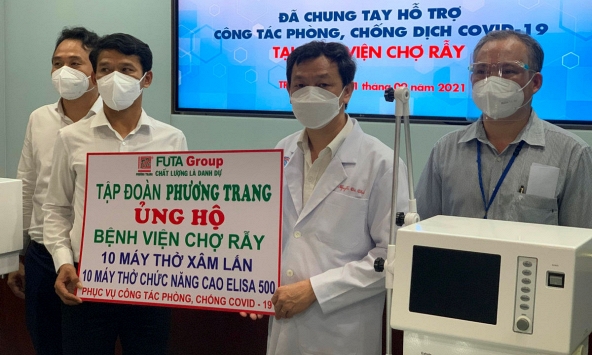 ĐÃ CHUNG TAY HỖ TRỢ
CÔNG TÁC PHÒNG, CHỐNG DỊCH COVID-19
VIỆN CHỢ RẪY
2021
FUTA Group
CHẤT LƯỢNG LÀ DANH DỰ
TẬP ĐOÀN PHƯƠNG TRANG
ỦNG HỘ
BỆNH VIỆN CHỢ RẪY
10 MÁY THỞ XÂM LẤN
10 MÁY THỞ CHỨC NĂNG CAO ELISA 500
PHỤC VỤ CÔNG TÁC PHÒNG, CHỐNG COVID - 19